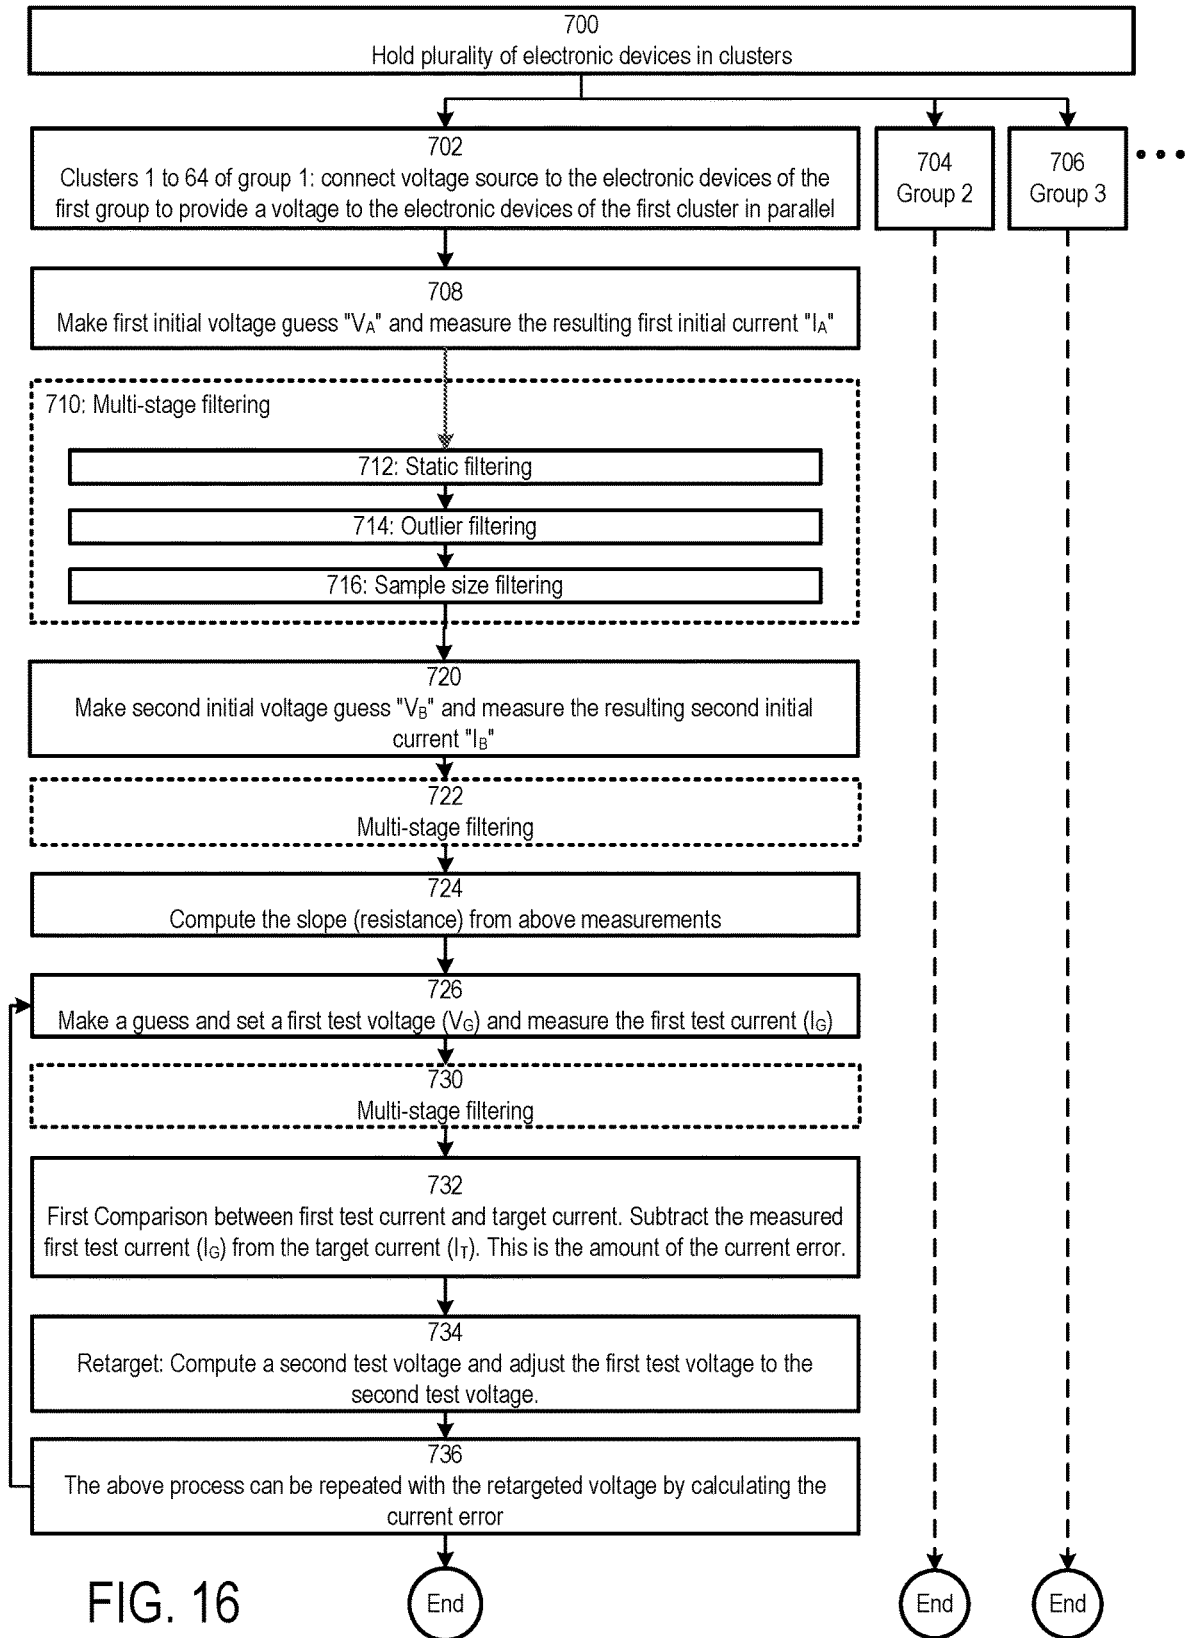 700
Hold plurality of electronic devices in clusters
702
Clusters 1 to 64 of group 1: connect voltage source to the electronic devices of the
first group to provide a voltage to the electronic devices of the first cluster in parallel
704
Group 2
706
Group 3
• • •
708
Make first initial voltage guess "VA" and measure the resulting first initial current "IA"
710: Multi-stage filtering
712: Static filtering
714: Outlier filtering
716: Sample size filtering
720
Make second initial voltage guess "VB" and measure the resulting second initial
current "IB"
722
Multi-stage filtering
724
Compute the slope (resistance) from above measurements
726
Make a guess and set a first test voltage (VG) and measure the first test current (IG)
730
Multi-stage filtering
732
First Comparison between first test current and target current. Subtract the measured
first test current (IG) from the target current (IT). This is the amount of the current error.
734
Retarget: Compute a second test voltage and adjust the first test voltage to the
second test voltage.
736
The above process can be repeated with the retargeted voltage by calculating the
current error
End
End
End
FIG. 16